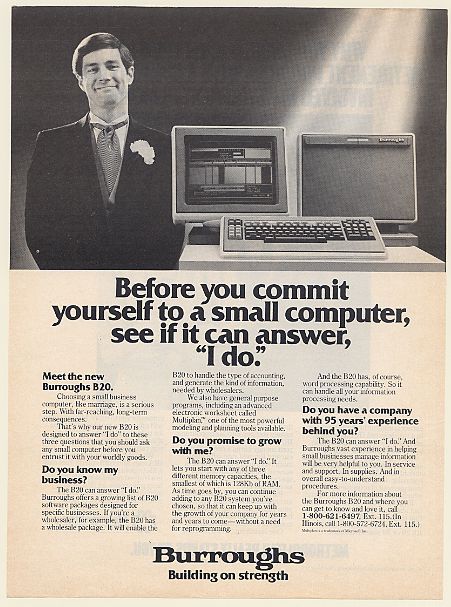 Burroughs
Before you commit
yourself to a small computer,
see if it can answer,
“I do.”
Meet the new
Burroughs B20.
Choosing a small business
computer, like marriage, is a serious
step. With far-reaching, long-term
consequences.
That's why our new B20 is
designed to answer “I do” to these
three questions that you should ask
any small computer before you
entrust it with your worldly goods.
Do you know my
business?
The B20 can answer “I do.”
Burroughs offers a growing list of B20
software packages designed for
specific businesses. If you're a
wholesaler, for example, the B20 has
a wholesale package. It will enable the
B20 to handle the type of accounting,
and generate the kind of information,
needed by wholesalers.
We also have general purpose
programs, including an advanced
electronic worksheet called
Multiplan,™ one of the most powerful
modeling and planning tools available.
Do you promise to grow
with me?
The B20 can answer “I do.” It
lets you start with any of three
different memory capacities, the
smallest of which is 128Kb of RAM.
As time goes by, you can continue
adding to any B20 system you've
chosen, so that it can keep up with
the growth of your company for years
and years to come—without a need
for reprogramming.
And the B20 has, of course,
word processing capability. So it
can handle all your information
processing needs.
Do you have a company
with 95 years' experience
behind you?
The B20 can answer “I do.” And
Burroughs vast experience in helping
small businesses manage information
will be very helpful to you. In service
and support. In supplies. And in
overall easy-to-understand
procedures.
For more information about
the Burroughs B20 and where you
can get to know and love it, call
1-800-621-6497, Ext. 115. (In
Illinois, call 1-800-572-6724, Ext. 115.)
Multiplan is a trademark of Microsoft Inc.
Burroughs
Building on strength